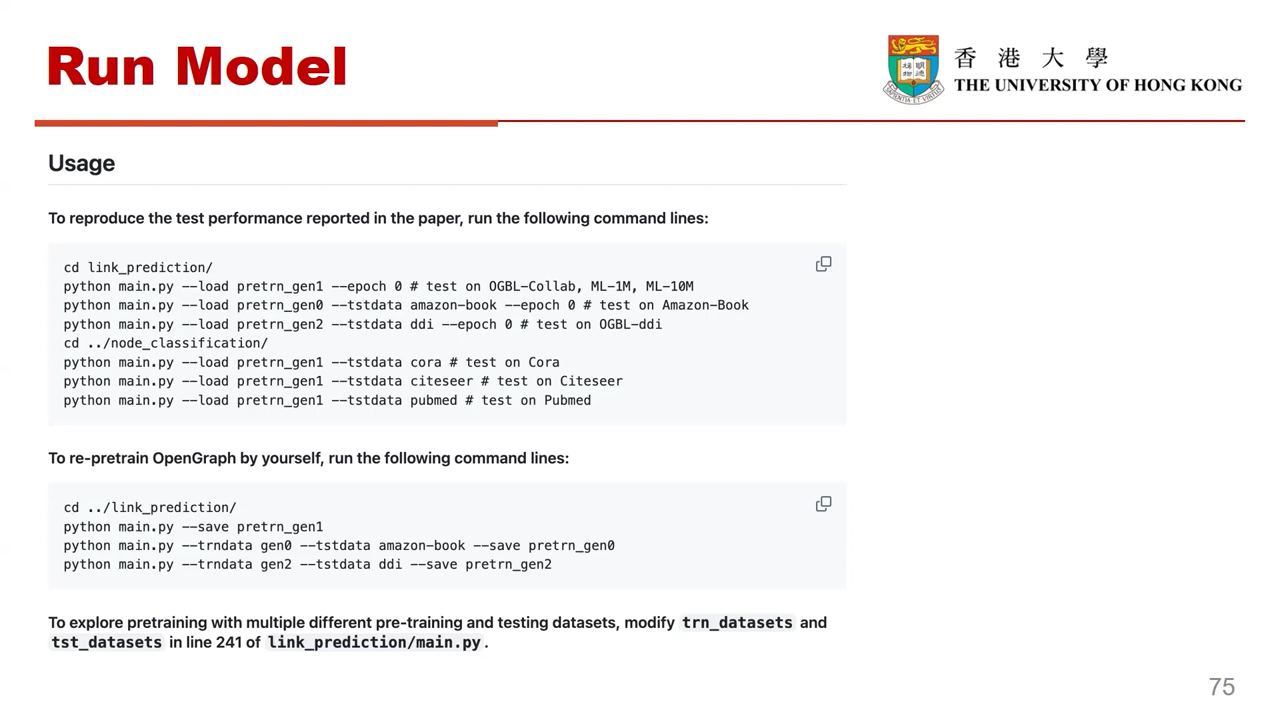 Run Model
香港大學
THE UNIVERSITY OF HONG KONG
Usage
To reproduce the test performance reported in the paper, run the following command lines:
cd link_prediction/
python main.py --load pretrn_gen1 --epoch 0 # test on OGBL-Collab, ML-1M, ML-10M
python main.py --load pretrn_gen0 --tstdata amazon-book --epoch 0 # test on Amazon-Book
python main.py --load pretrn_gen2 --tstdata ddi --epoch 0 # test on OGBL-ddi
cd ../node_classification/
python main.py --load pretrn_gen1 --tstdata cora # test on Cora
python main.py --load pretrn_gen1 --tstdata citeseer # test on Citeseer
python main.py --load pretrn_gen1 --tstdata pubmed # test on Pubmed
To re-pretrain OpenGraph by yourself, run the following command lines:
cd ../link_prediction/
python main.py --save pretrn_gen1
python main.py --trndata gen0 --tstdata amazon-book --save pretrn_gen0
python main.py --trndata gen2 --tstdata ddi --save pretrn_gen2
To explore pretraining with multiple different pre-training and testing datasets, modify trn_datasets and
tst_datasets in line 241 of link_prediction/main.py.
75